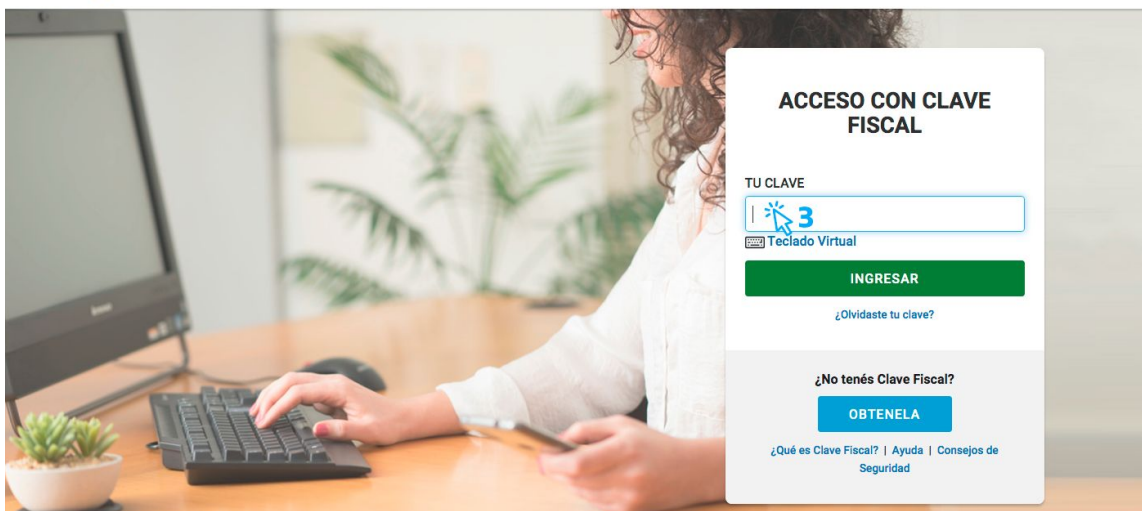 ACCESO CON CLAVE
FISCAL
TU CLAVE
3
Teclado Virtual
INGRESAR
¿Olvidaste tu clave?
¿No tenés Clave Fiscal?
OBTENELA
¿Qué es Clave Fiscal? | Ayuda | Consejos de
Seguridad